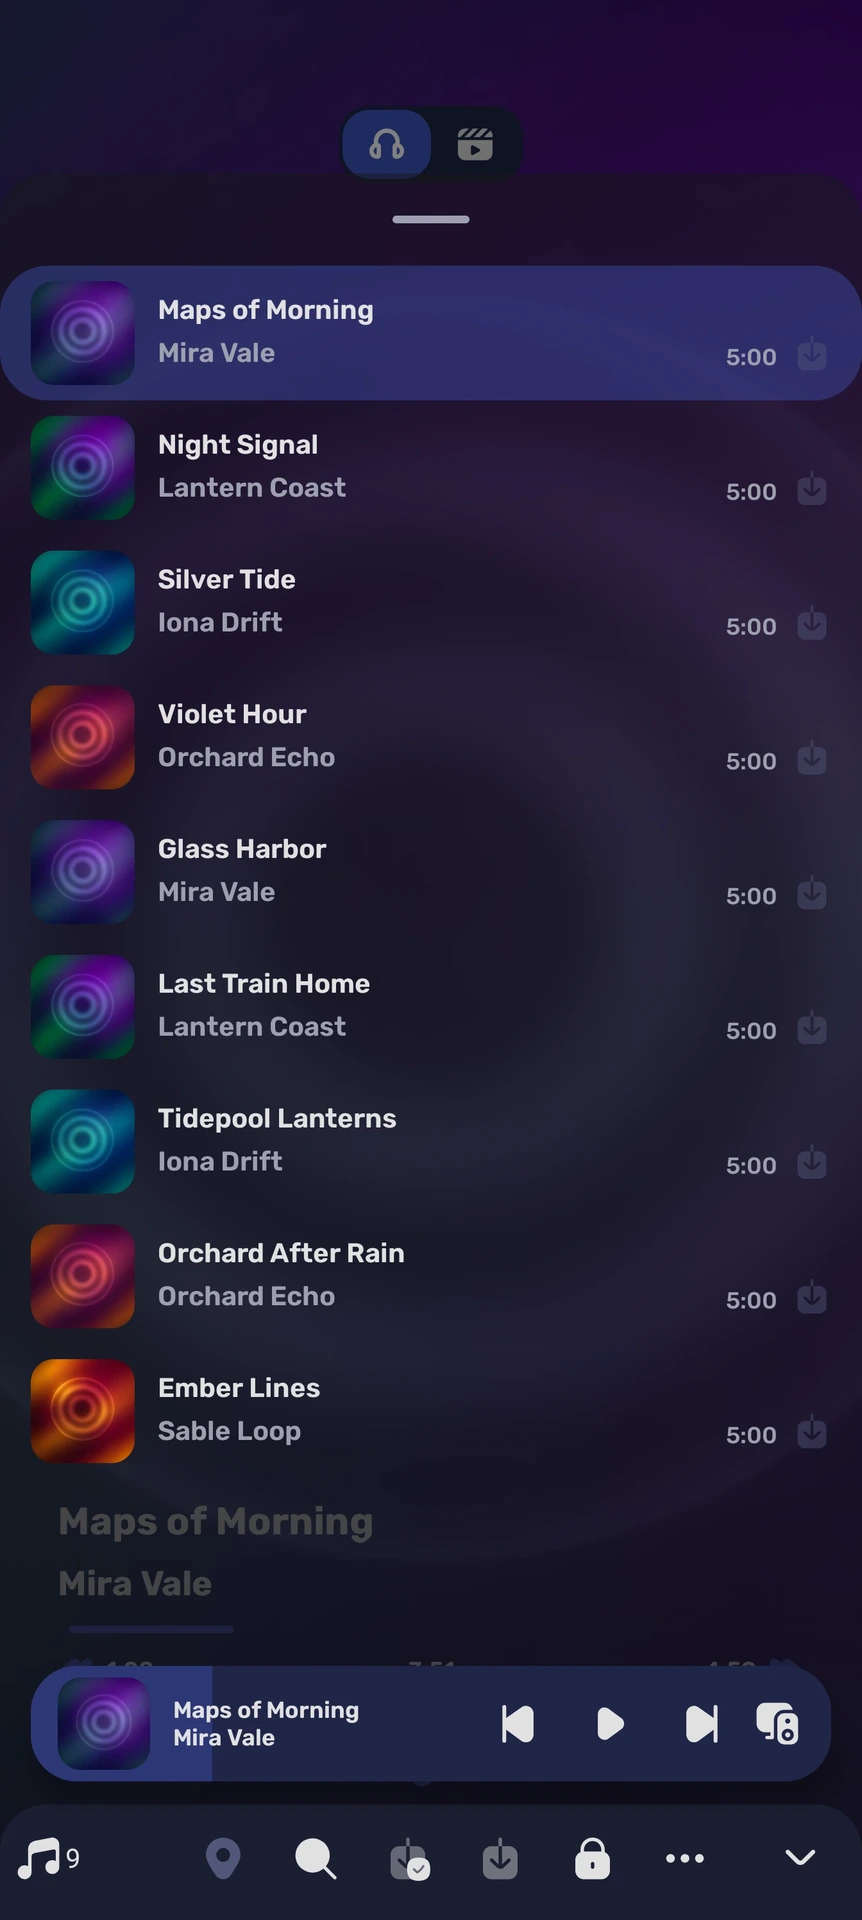 Maps of Morning
Mira Vale
5:00
Night Signal
Lantern Coast
5:00
Silver Tide
Iona Drift
5:00
Violet Hour
Orchard Echo
5:00
Glass Harbor
Mira Vale
5:00
Last Train Home
Lantern Coast
5:00
Tidepool Lanterns
Iona Drift
5:00
Orchard After Rain
Orchard Echo
5:00
Ember Lines
Sable Loop
5:00
Maps of Morning
Mira Vale
Maps of Morning
Mira Vale
9